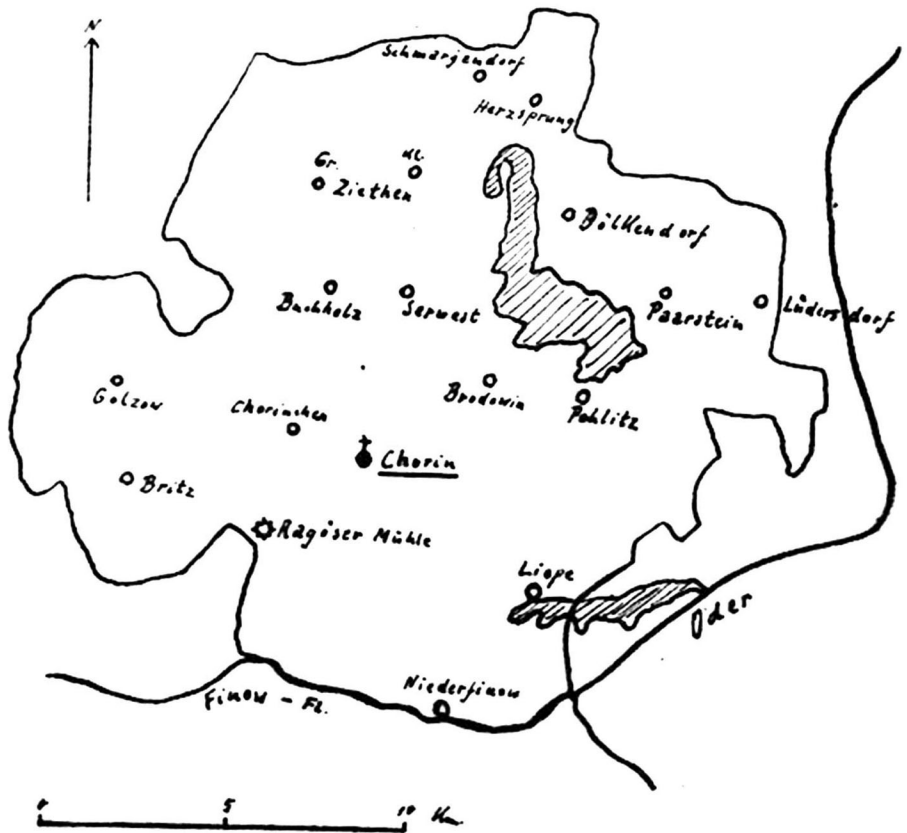 N
Schmargendorf
Herzsprung
Gr.
Kl.
Ziethen
Bölkendorf
Buchholz
Serwest
Paarstein
Lüdersdorf
Golzow
Chorinchen
Brodowin
Pehlitz
Chorin
Britz
Ragöser Mühle
Liepe
Oder
Finow-Fl.
Niederfinow
0 5 10 Km.